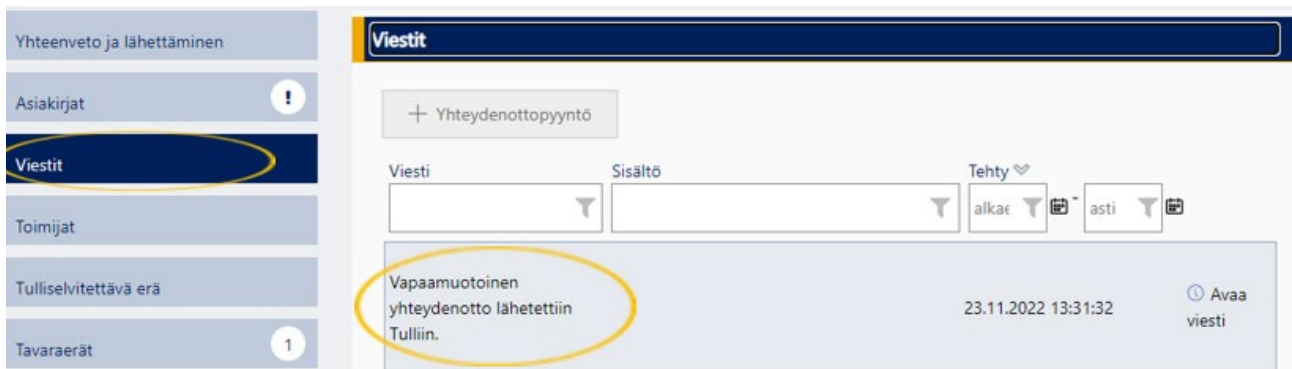 Yhteenveto ja lähettäminen
Asiakirjat
!
Viestit
Toimijat
Tulliselvitettävä erä
Tavaraerät
1
Viestit
+ Yhteydenottopyyntö
Viesti
Sisältö
Tehty
alkae
-
asti
Vapaamuotoinen
yhteydenotto lähetettiin
Tulliin.
23.11.2022 13:31:32
Avaa
viesti